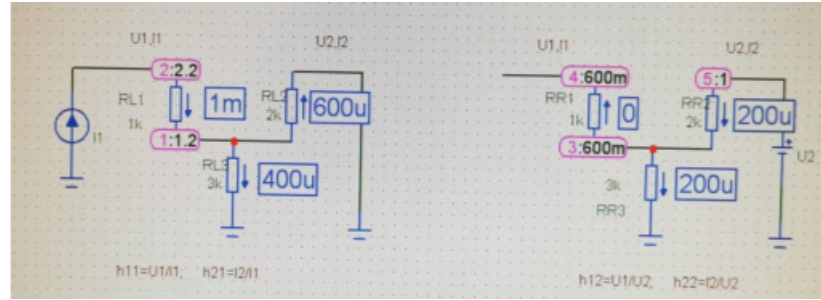 U1,I1
U2,I2
2:2.2
RL1
1k
1m
RL2
2k
600u
I1
1:1.2
RL3
3k
400u
h11=U1/I1;
h21=I2/I1
U1,I1
U2,I2
4:600m
5:1
RR1
1k
0
RR2
2k
200u
U2
3:600m
3k
200u
RR3
h12=U1/U2,
h22=I2/U2